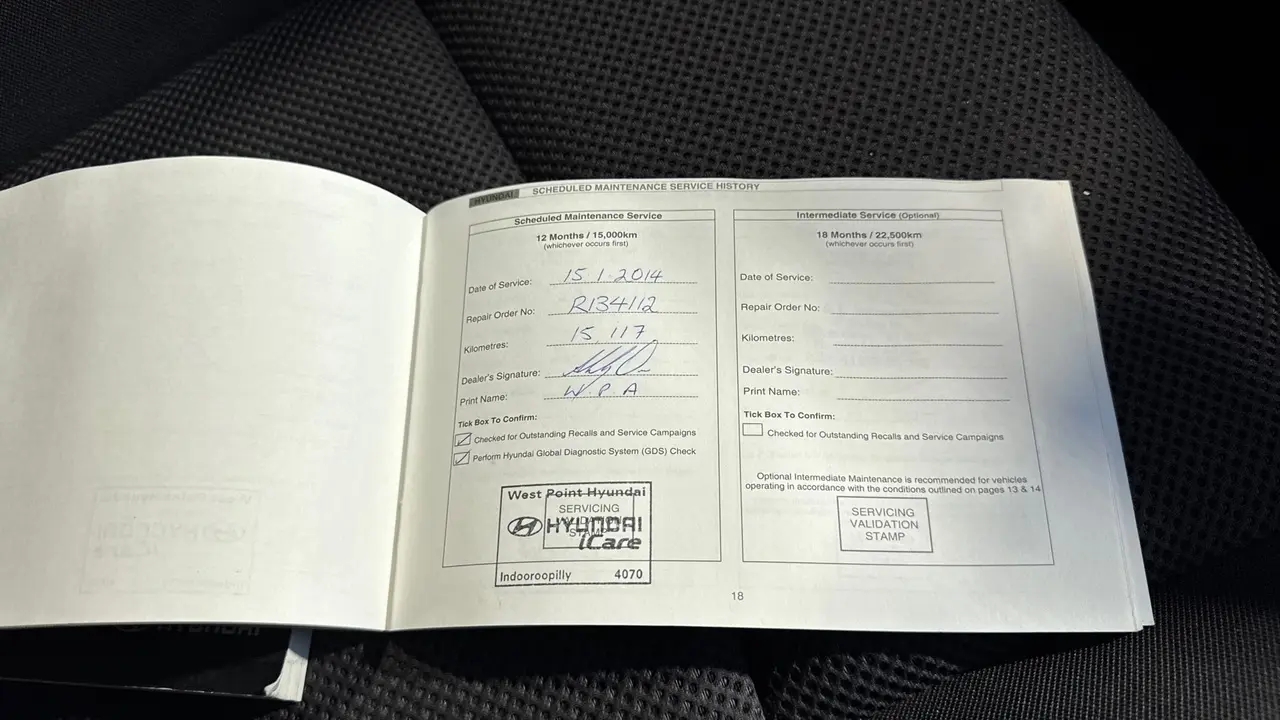 HYUNDAI SCHEDULED MAINTENANCE SERVICE HISTORY
Scheduled Maintenance Service
12 Months / 15,000km
(whichever occurs first)
Date of Service: 15.1.2014
Repair Order No: R134112
Kilometres: 15 117
Dealer's Signature:
Print Name: W.P.A
Tick Box To Confirm:
Checked for Outstanding Recalls and Service Campaigns
Perform Hyundai Global Diagnostic System (GDS) Check
West Point Hyundai
SERVICING
VALIDATION
STAMP
HYUNDAI
iCare
Indooroopilly 4070
Intermediate Service (Optional)
18 Months / 22,500km
(whichever occurs first)
Date of Service:
Repair Order No:
Kilometres:
Dealer's Signature:
Print Name:
Tick Box To Confirm:
Checked for Outstanding Recalls and Service Campaigns
Optional Intermediate Maintenance is recommended for vehicles
operating in accordance with the conditions outlined on pages 13 & 14
SERVICING
VALIDATION
STAMP
18
HYUNDAI